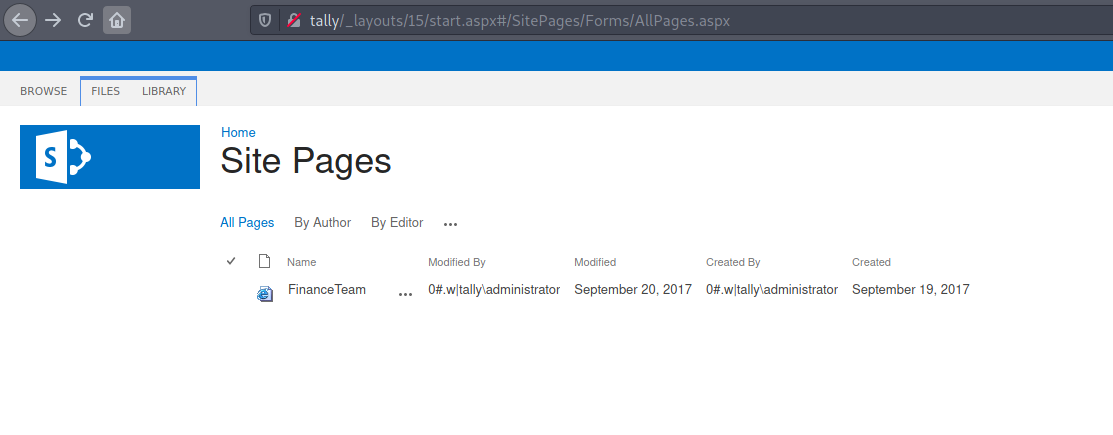 tally/_layouts/15/start.aspx#/SitePages/Forms/AllPages.aspx
BROWSE FILES LIBRARY
S
Home
Site Pages
All Pages By Author By Editor ...
Name Modified By Modified Created By Created
FinanceTeam ... 0#.w|tally\administrator September 20, 2017 0#.w|tally\administrator September 19, 2017